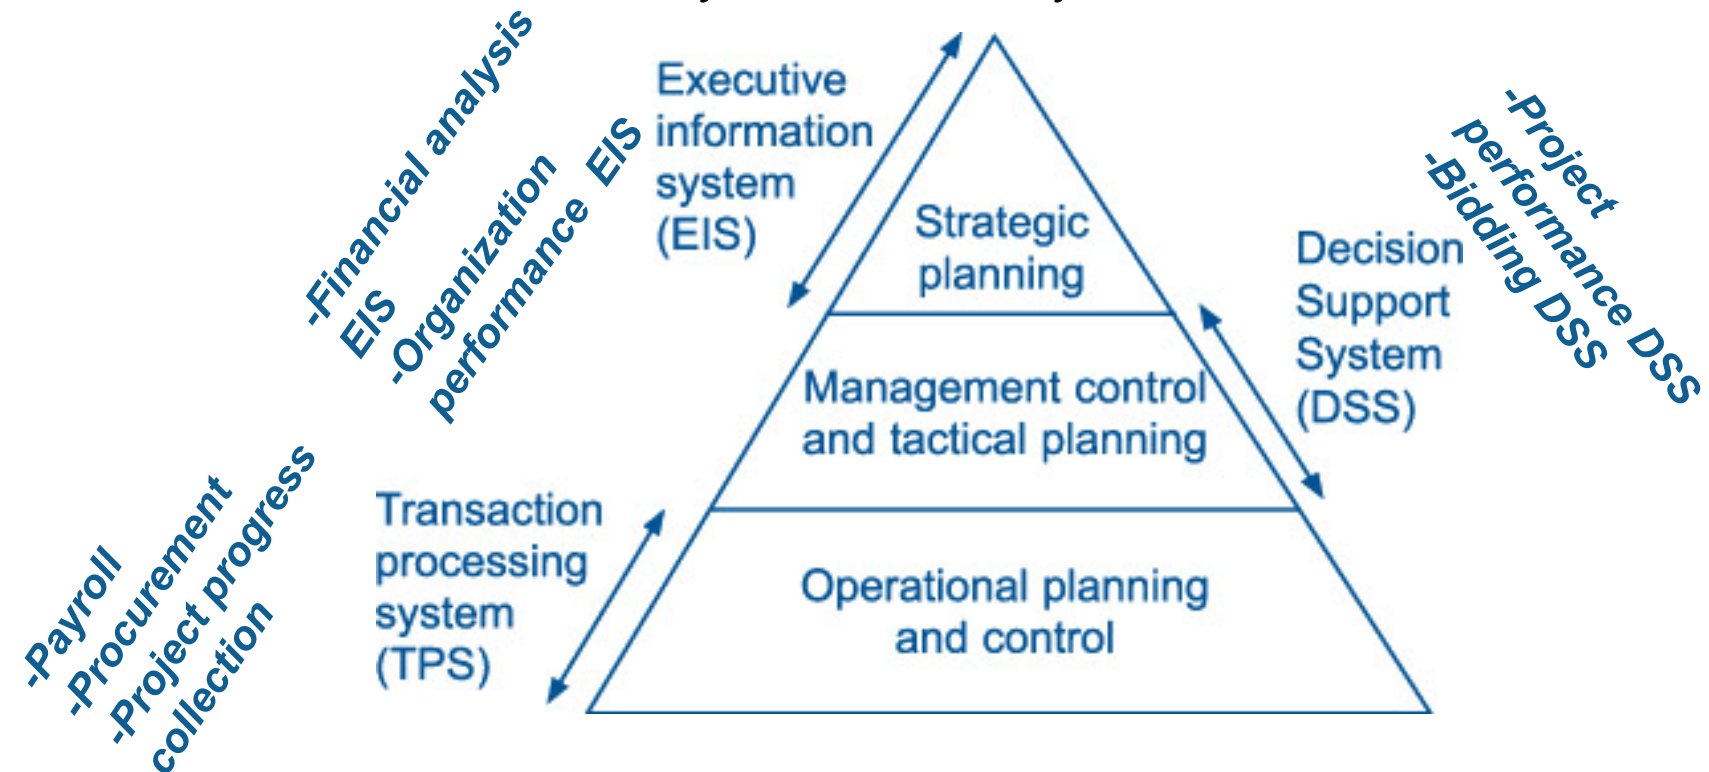 -Financial analysis
EIS
-Organization
performance EIS
Executive
information
system
(EIS)
Strategic
planning
-Project
performance DSS
-Bidding DSS
Decision
Support
System
(DSS)
Management control
and tactical planning
-Payroll
-Procurement
-Project progress
collection
Transaction
processing
system
(TPS)
Operational planning
and control